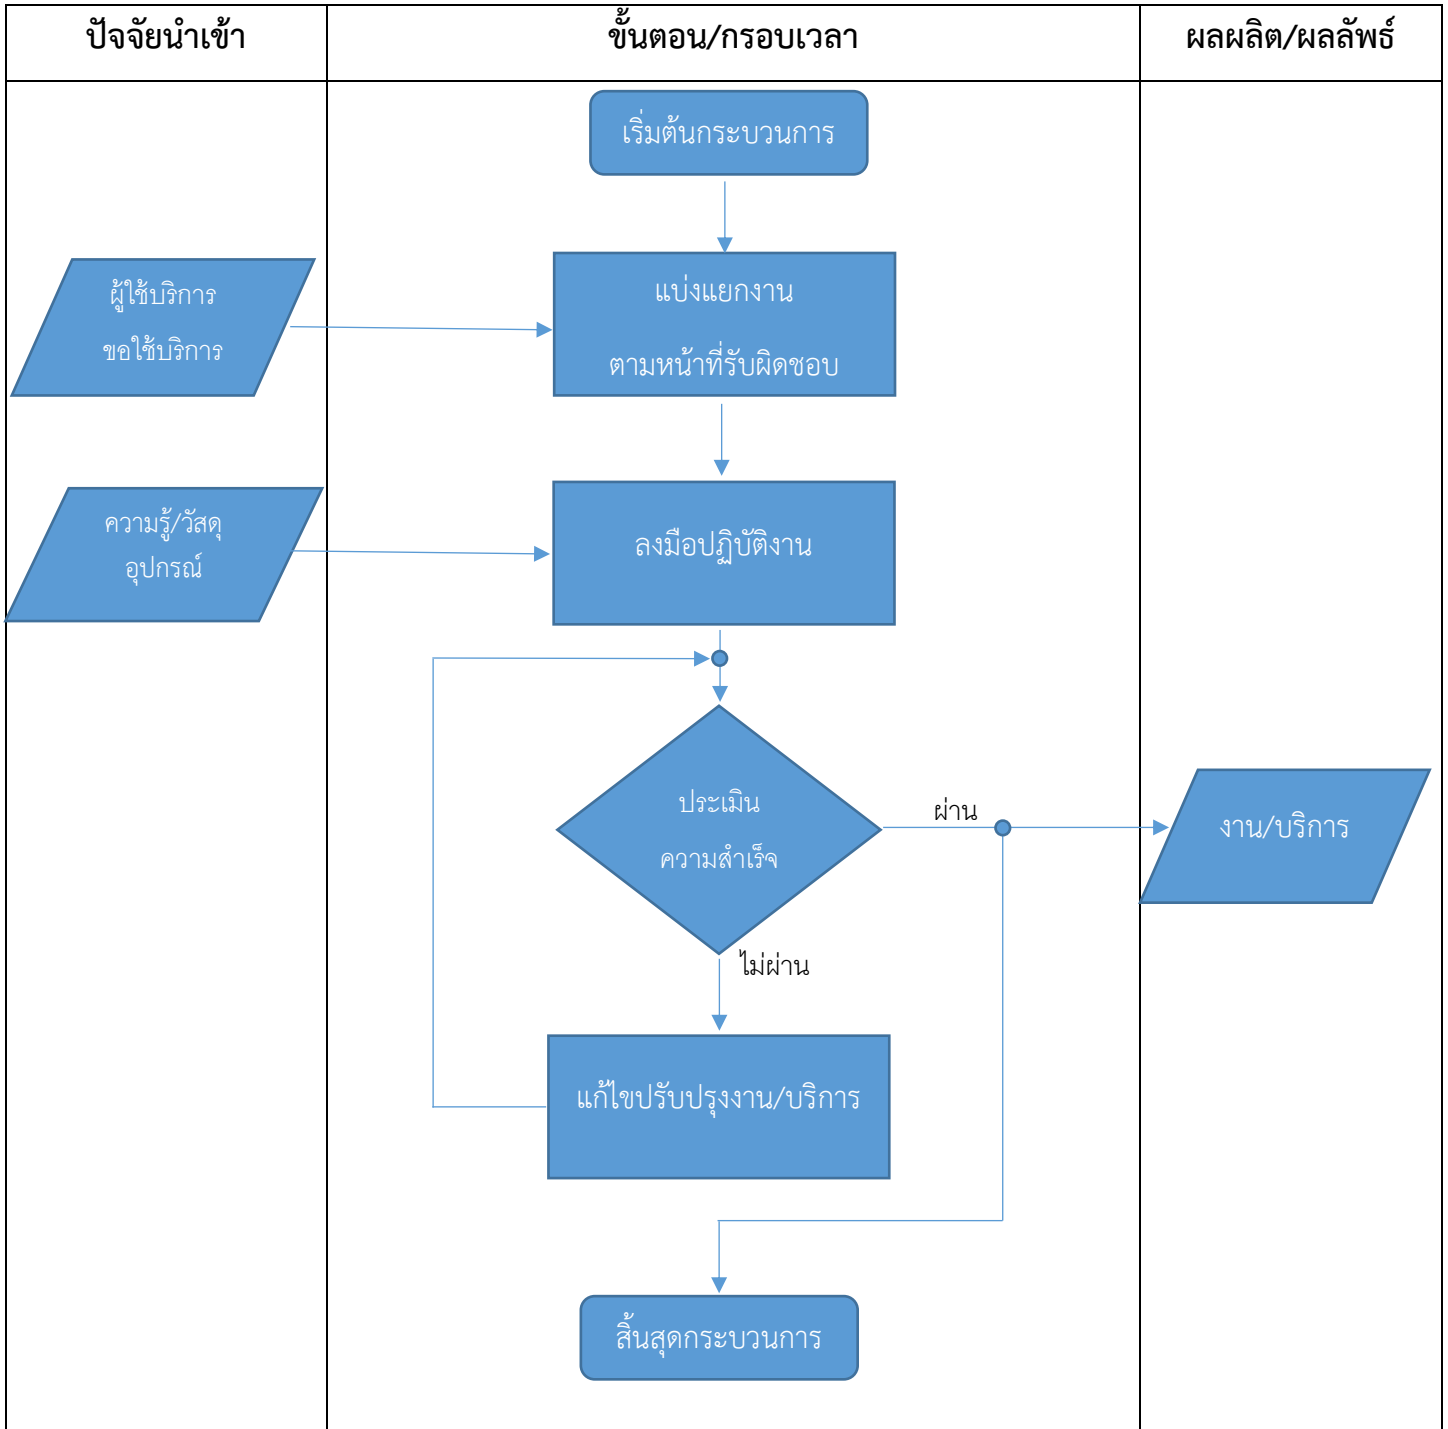 ปัจจัยนำเข้า
ขั้นตอน/กรอบเวลา
ผลผลิต/ผลลัพธ์
เริ่มต้นกระบวนการ
ผู้ใช้บริการ
ขอใช้บริการ
แบ่งแยกงาน
ตามหน้าที่รับผิดชอบ
ความรู้/วัสดุ
อุปกรณ์
ลงมือปฏิบัติงาน
ประเมิน
ความสำเร็จ
ผ่าน
งาน/บริการ
ไม่ผ่าน
แก้ไขปรับปรุงงาน/บริการ
สิ้นสุดกระบวนการ